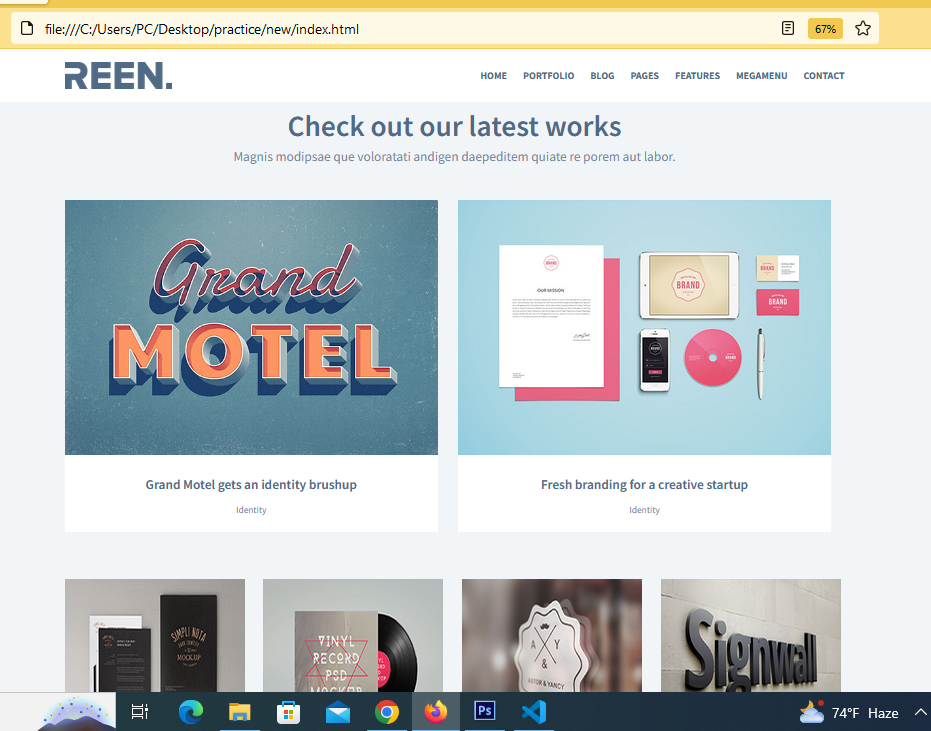 file:///C:/Users/PC/Desktop/practice/new/index.html
67%
REEN.
HOME PORTFOLIO BLOG PAGES FEATURES MEGAMENU CONTACT
Check out our latest works
Magnis modipsae que voloratati andigen daepeditem quiate re porem aut labor.
Grand
MOTEL
BRAND
OUR MISSION
BRAND
BRAND
BRAND
Grand Motel gets an identity brushup
Identity
Fresh branding for a creative startup
Identity
SIMPLI NOTA
MOCKUP
VINYL
RECORD
PSD
MOCKUP
A Y
&
ASTOR & YANCY
Signwall
Ps
74°F Haze